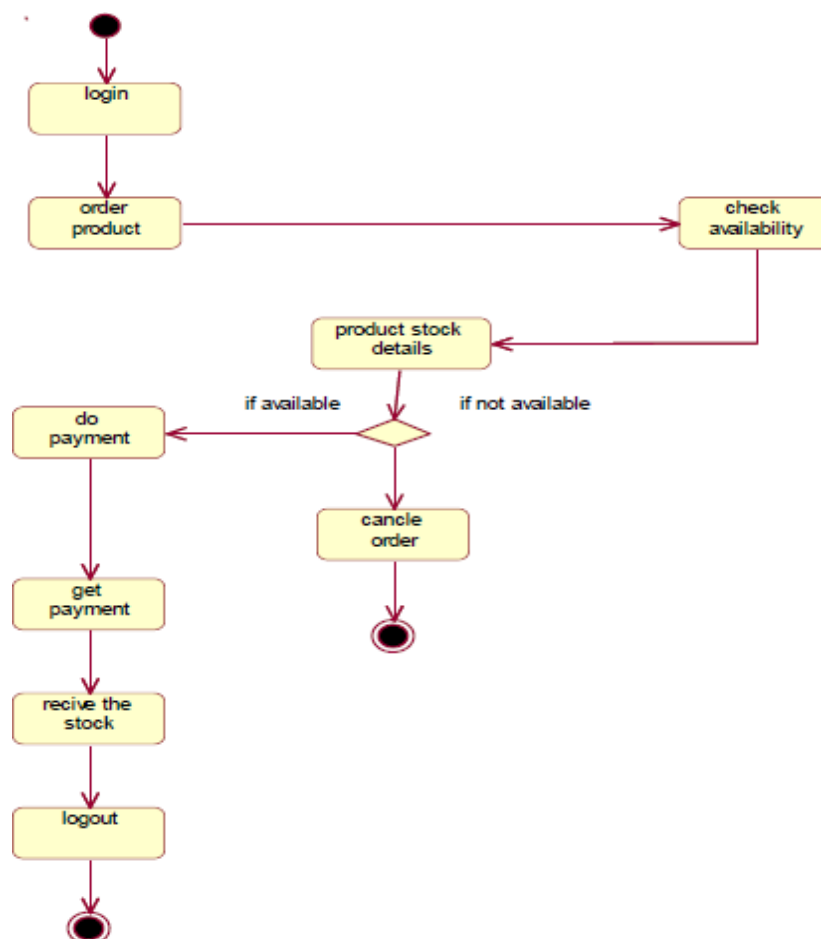 login
order
product
check
availability
product stock
details
if available
if not available
do
payment
cancle
order
get
payment
recive the
stock
logout